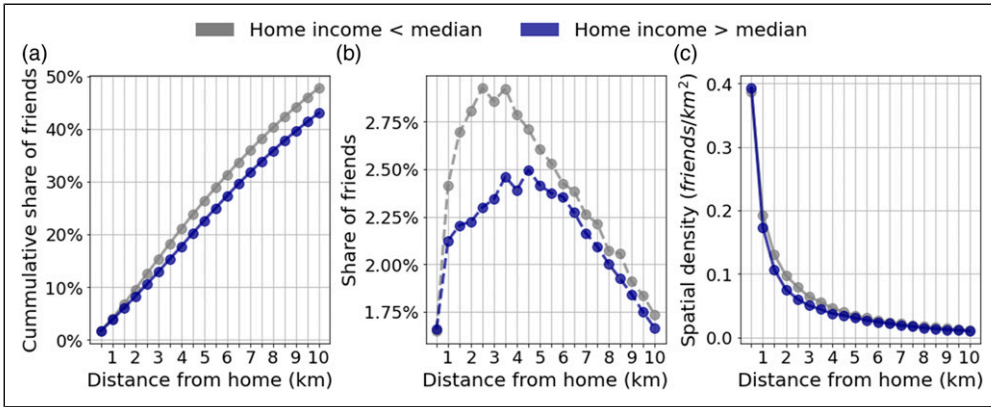 Home income < median
Home income > median
(a)
Cummulative share of friends
50%
40%
30%
20%
10%
0%
1 2 3 4 5 6 7 8 9 10
Distance from home (km)
(b)
Share of friends
2.75%
2.50%
2.25%
2.00%
1.75%
1 2 3 4 5 6 7 8 9 10
Distance from home (km)
(c)
Spatial density (friends/km²)
0.4
0.3
0.2
0.1
0.0
1 2 3 4 5 6 7 8 9 10
Distance from home (km)